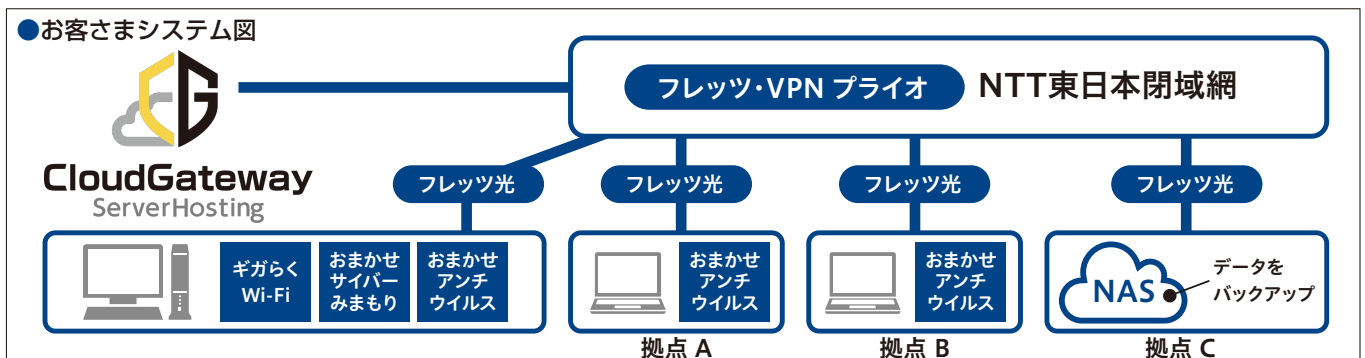 ●お客さまシステム図
フレッツ・VPN プライオ
NTT東日本閉域網
CG
CloudGateway
ServerHosting
フレッツ光
フレッツ光
フレッツ光
フレッツ光
ギガらく
Wi-Fi
おまかせ
サイバー
みまもり
おまかせ
アンチ
ウイルス
おまかせ
アンチ
ウイルス
おまかせ
アンチ
ウイルス
NAS
データを
バックアップ
拠点 A
拠点 B
拠点 C